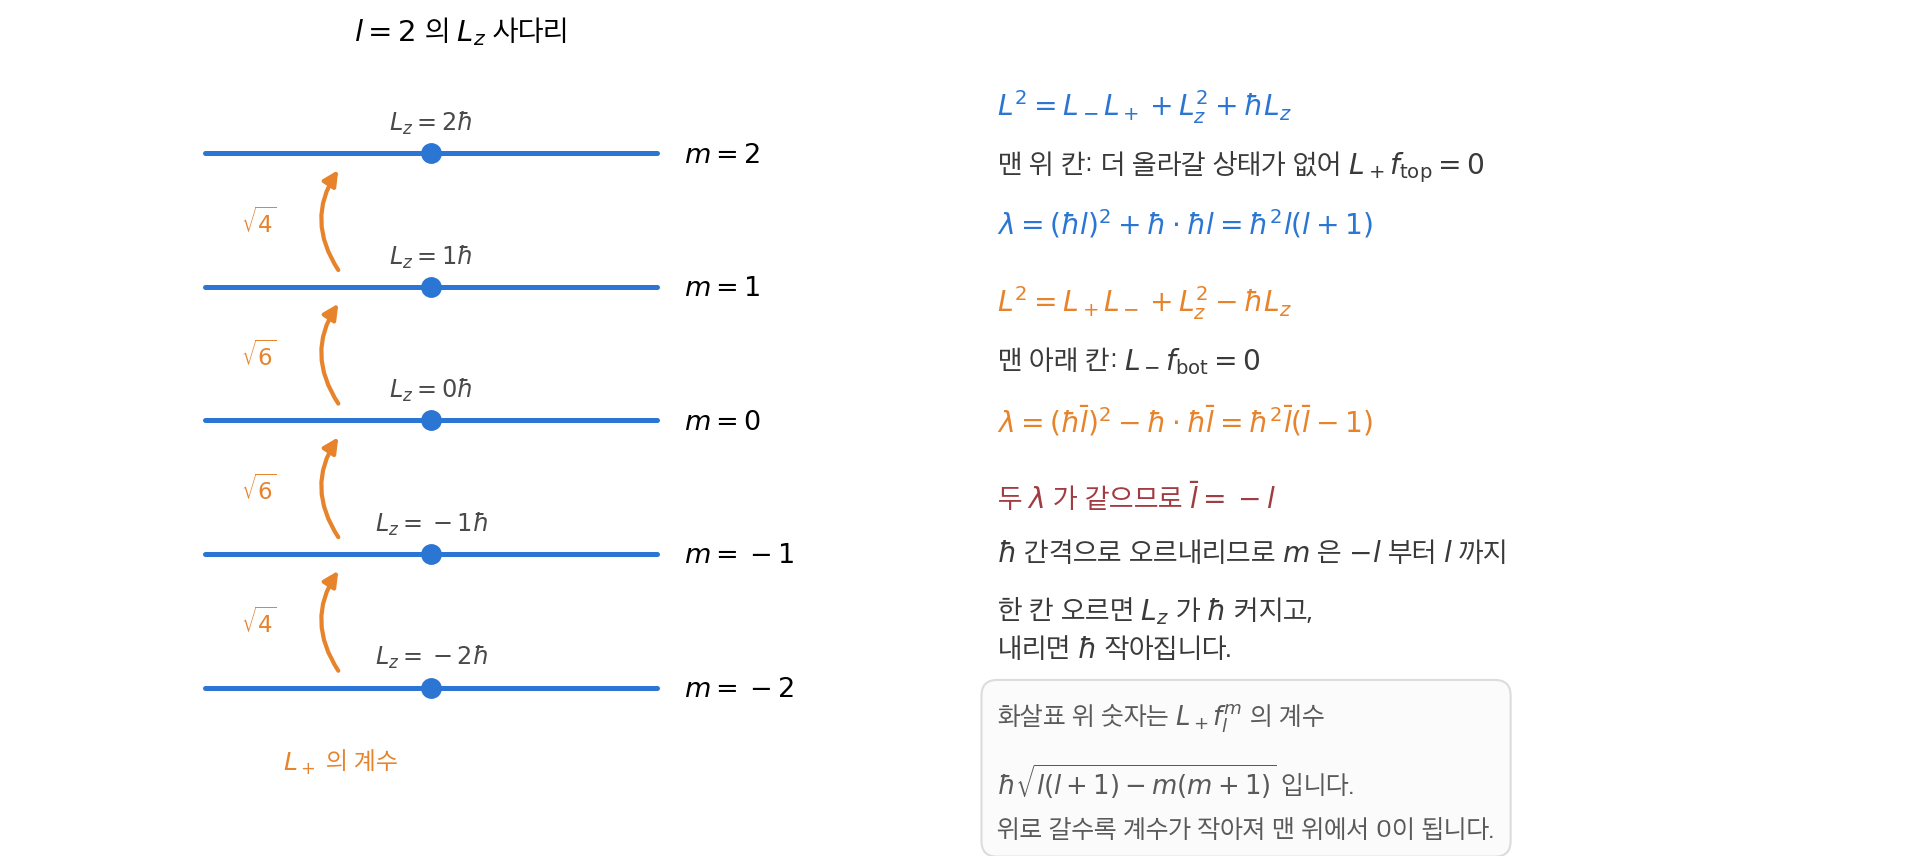 l = 2 의 L_z 사다리
L_z = 2ħ
m = 2
√4
L_z = 1ħ
m = 1
√6
L_z = 0ħ
m = 0
√6
L_z = −1ħ
m = −1
√4
L_z = −2ħ
m = −2
L_+ 의 계수
L² = L_−L_+ + L_z² + ħL_z
맨 위 칸: 더 올라갈 상태가 없어 L_+ f_top = 0
λ = (ħl)² + ħ · ħl = ħ²l(l + 1)
L² = L_+L_− + L_z² − ħL_z
맨 아래 칸: L_− f_bot = 0
λ = (ħl̄)² − ħ · ħl̄ = ħ²l̄(l̄ − 1)
두 λ 가 같으므로 l̄ = −l
ħ 간격으로 오르내리므로 m 은 −l 부터 l 까지
한 칸 오르면 L_z 가 ħ 커지고,
내리면 ħ 작아집니다.
화살표 위 숫자는 L_+ f_l^m 의 계수
ħ√(l(l + 1) − m(m + 1)) 입니다.
위로 갈수록 계수가 작아져 맨 위에서 0이 됩니다.